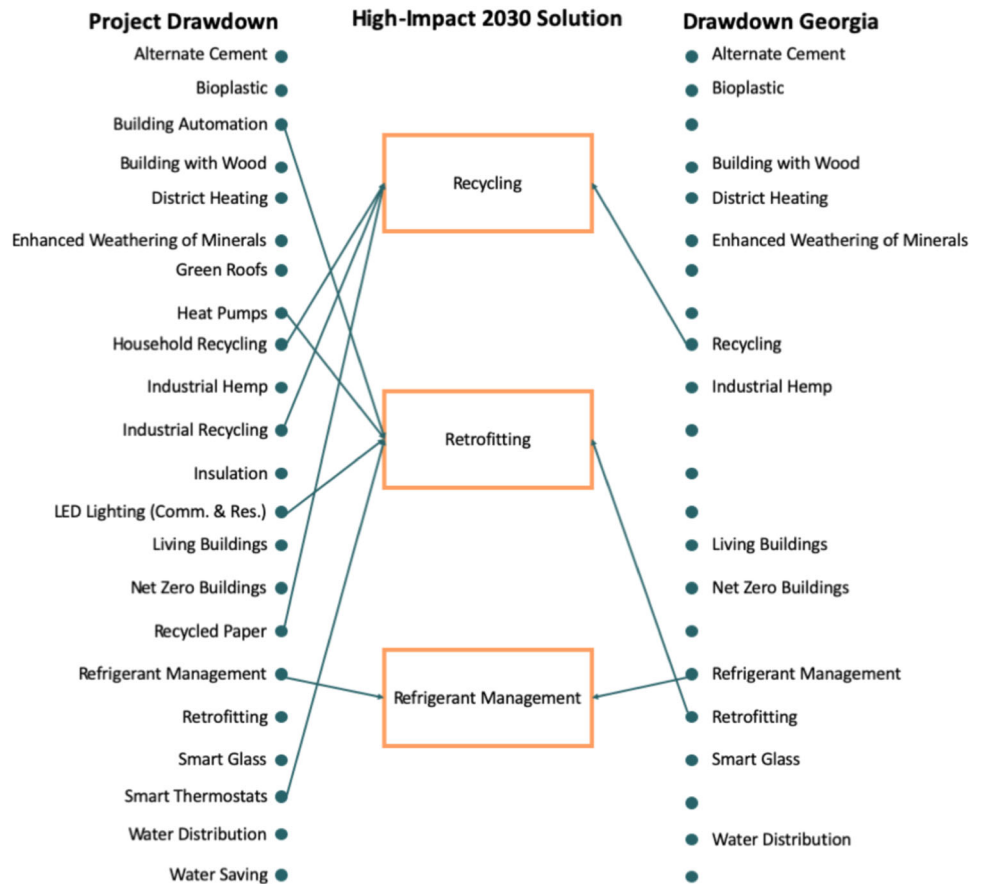 Project Drawdown
High-Impact 2030 Solution
Drawdown Georgia
Alternate Cement
Bioplastic
Building Automation
Building with Wood
District Heating
Enhanced Weathering of Minerals
Green Roofs
Heat Pumps
Household Recycling
Industrial Hemp
Industrial Recycling
Insulation
LED Lighting (Comm. & Res.)
Living Buildings
Net Zero Buildings
Recycled Paper
Refrigerant Management
Retrofitting
Smart Glass
Smart Thermostats
Water Distribution
Water Saving
Recycling
Retrofitting
Refrigerant Management
Alternate Cement
Bioplastic
Building with Wood
District Heating
Enhanced Weathering of Minerals
Recycling
Industrial Hemp
Living Buildings
Net Zero Buildings
Refrigerant Management
Retrofitting
Smart Glass
Water Distribution